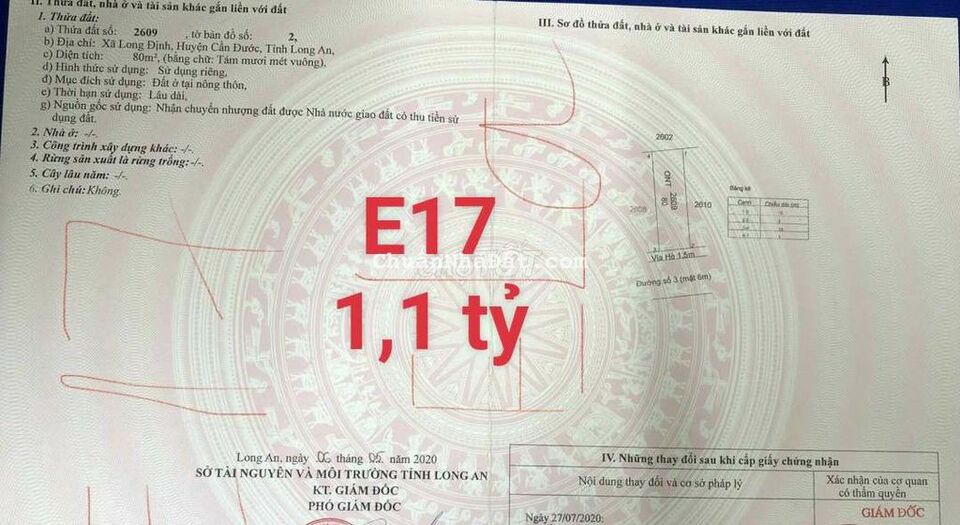 II. Thửa đất, nhà ở và tài sản khác gắn liền với đất
1. Thửa đất:
a) Thửa đất số: 2609 , tờ bản đồ số: 2,
b) Địa chỉ: Xã Long Định, Huyện Cần Đước, Tỉnh Long An,
c) Diện tích: 80m², (bằng chữ: Tám mươi mét vuông),
d) Hình thức sử dụng: Sử dụng riêng,
đ) Mục đích sử dụng: Đất ở tại nông thôn,
e) Thời hạn sử dụng: Lâu dài,
g) Nguồn gốc sử dụng: Nhận chuyển nhượng đất được Nhà nước giao đất có thu tiền sử
dụng đất.
2. Nhà ở: -/-.
3. Công trình xây dựng khác: -/-.
4. Rừng sản xuất là rừng trồng:-/-.
5. Cây lâu năm: -/-.
6. Ghi chú: Không.
III. Sơ đồ thửa đất, nhà ở và tài sản khác gắn liền với đất
B
2602
ONT 2609
80
2608
2610
Vỉa Hè 1,5m
Đường số 3 (mặt 6m)
Bảng kê
Cạnh Chiều dài (m)
E17
ChuanNhaDat.com
1,1 tỷ
Long An, ngày 06 tháng 05 năm 2020
SỞ TÀI NGUYÊN VÀ MÔI TRƯỜNG TỈNH LONG AN
KT. GIÁM ĐỐC
PHÓ GIÁM ĐỐC
IV. Những thay đổi sau khi cấp giấy chứng nhận
Nội dung thay đổi và cơ sở pháp lý
Xác nhận của cơ quan
có thẩm quyền
Ngày 27/07/2020:
GIÁM ĐỐC